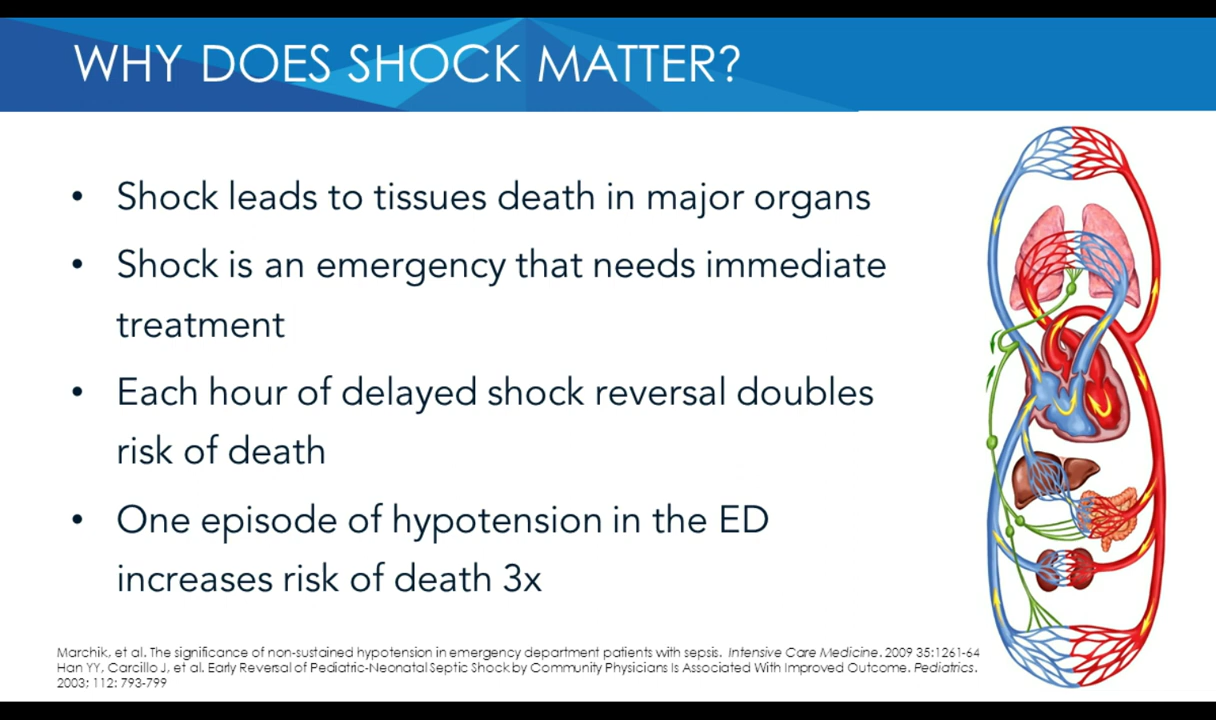 WHY DOES SHOCK MATTER?
• Shock leads to tissues death in major organs
• Shock is an emergency that needs immediate
treatment
• Each hour of delayed shock reversal doubles
risk of death
• One episode of hypotension in the ED
increases risk of death 3x
Marchik, et al. The significance of non-sustained hypotension in emergency department patients with sepsis. Intensive Care Medicine. 2009 35:1261-64
Han YY, Carcillo J, et al. Early Reversal of Pediatric-Neonatal Septic Shock by Community Physicians Is Associated With Improved Outcome. Pediatrics.
2003; 112: 793-799